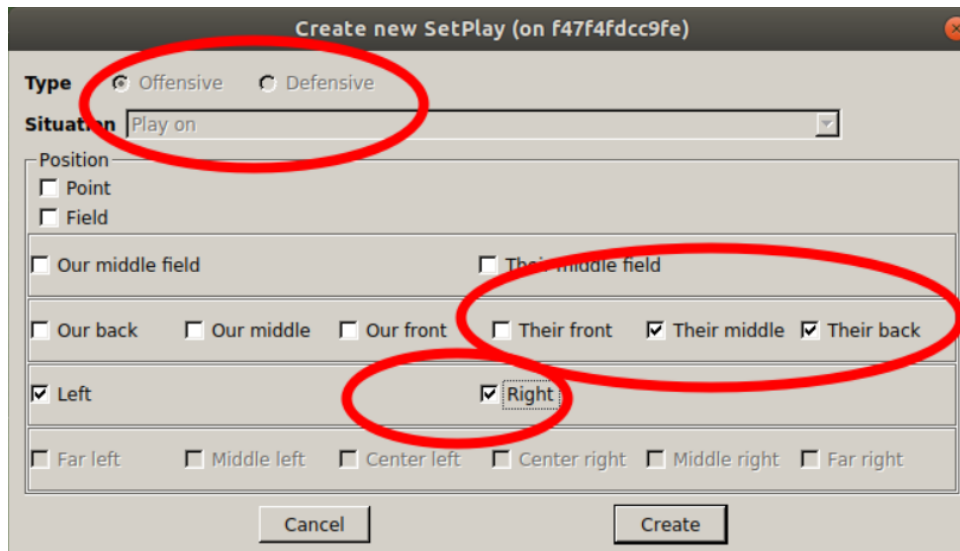 Create new SetPlay (on f47f4fdcc9fe)
Type Offensive Defensive
Situation Play on
Position
Point
Field
Our middle field Their middle field
Our back Our middle Our front Their front Their middle Their back
Left Right
Far left Middle left Center left Center right Middle right Far right
Cancel Create